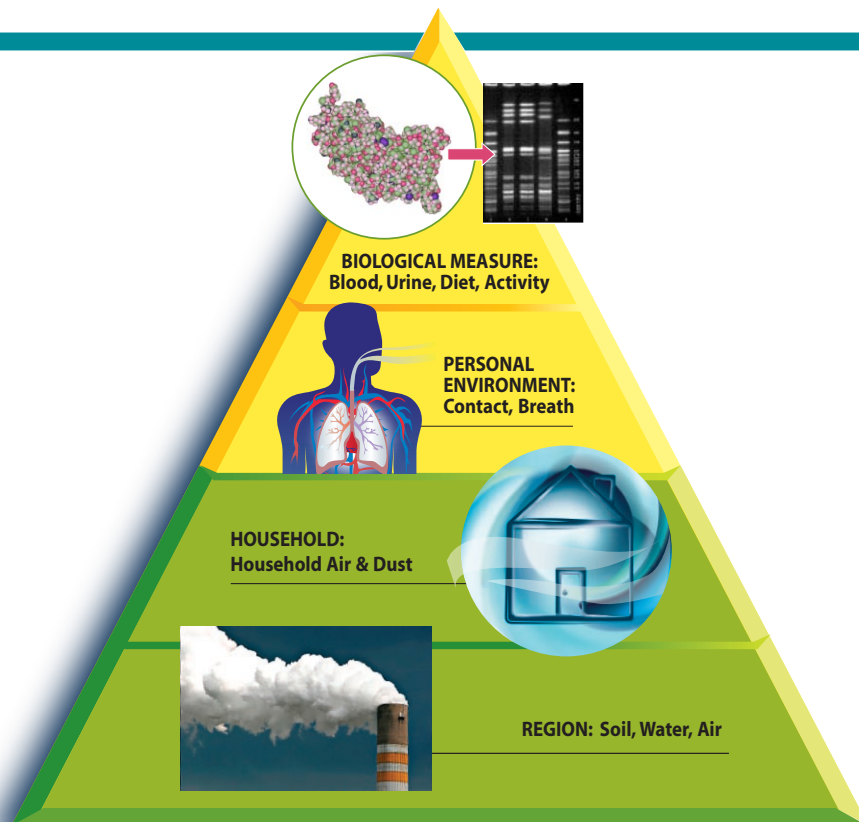 BIOLOGICAL MEASURE:
Blood, Urine, Diet, Activity
PERSONAL
ENVIRONMENT:
Contact, Breath
HOUSEHOLD:
Household Air & Dust
REGION: Soil, Water, Air